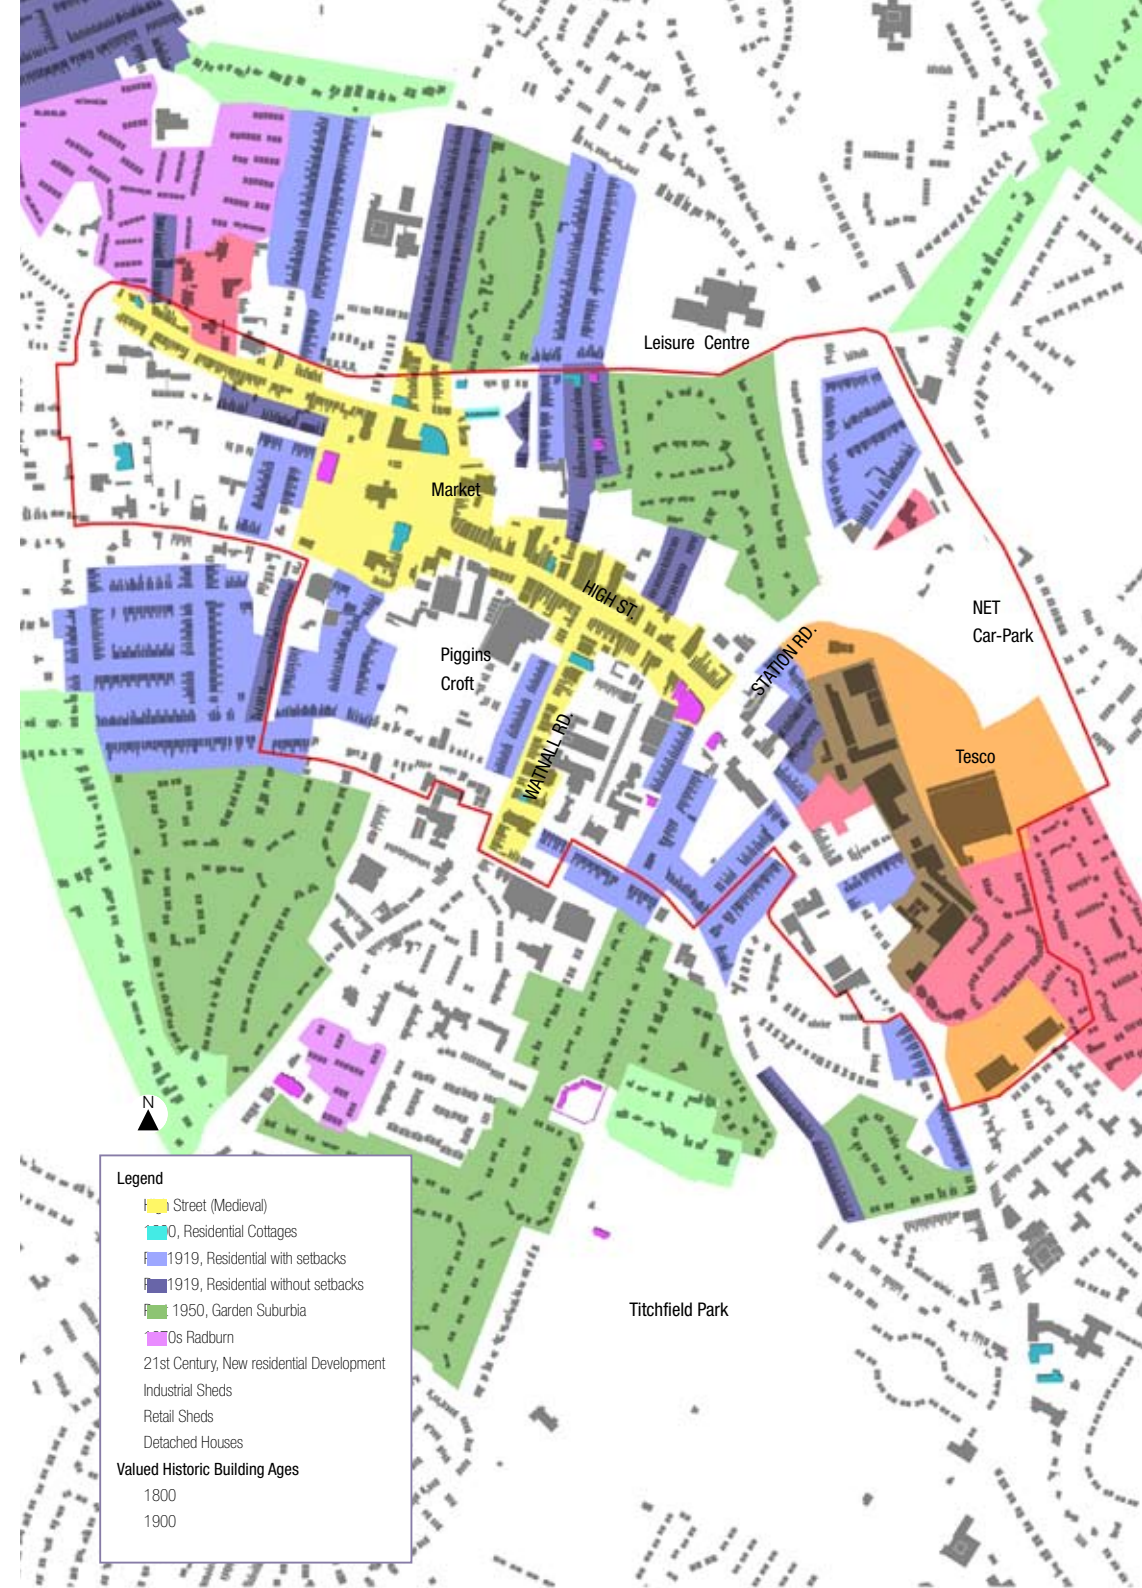 Leisure Centre
Market
HIGH ST.
NET
Car-Park
Piggins
Croft
STATION RD.
WATNALL RD.
Tesco
N
Titchfield Park
Legend
Street (Medieval)
0, Residential Cottages
1919, Residential with setbacks
1919, Residential without setbacks
1950, Garden Suburbia
Radburn
21st Century, New residential Development
Industrial Sheds
Retail Sheds
Detached Houses
Valued Historic Building Ages
1800
1900